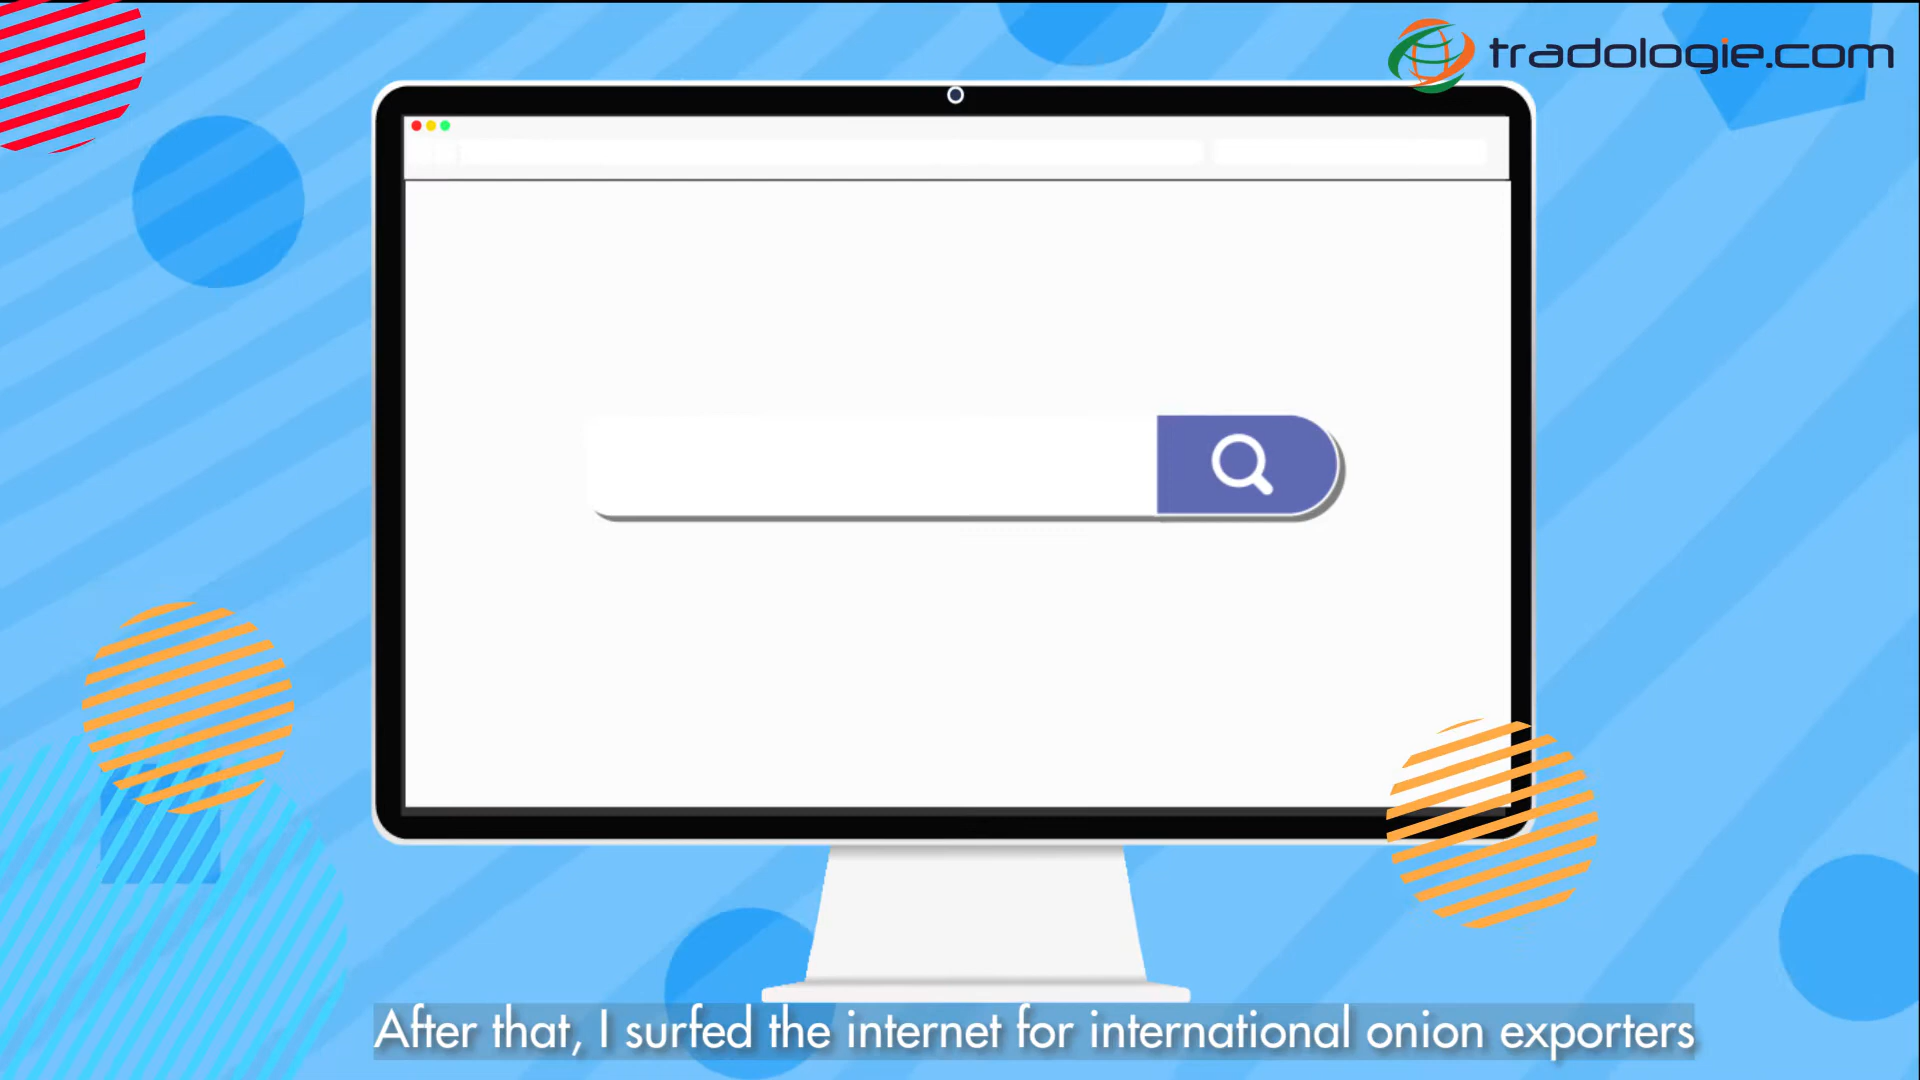 tradologie.com
After that, I surfed the internet for international onion exporters